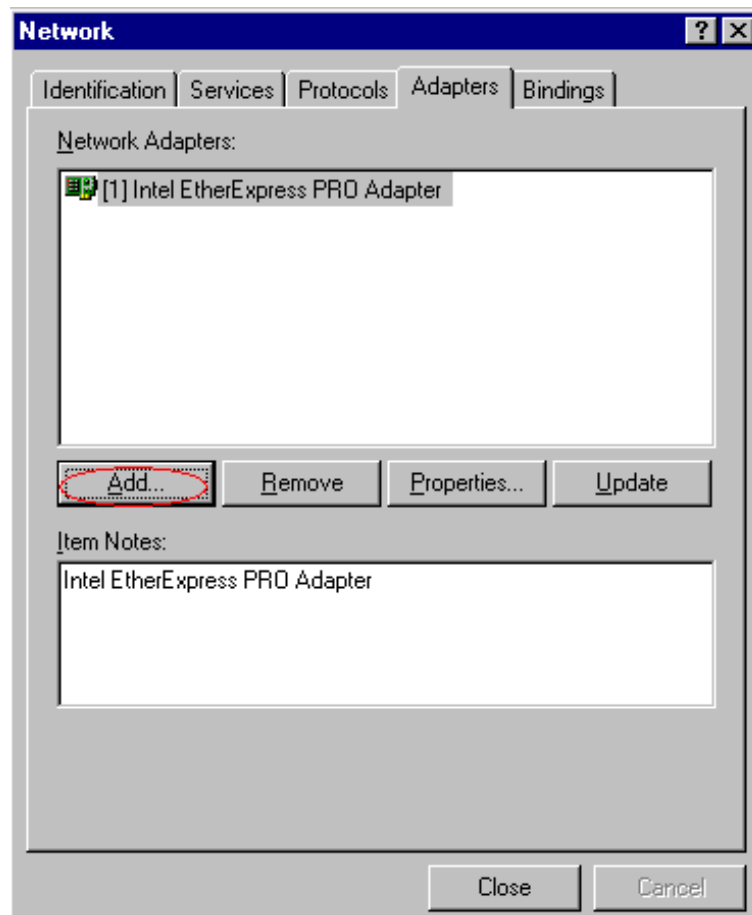 Network
Identification Services Protocols Adapters Bindings
Network Adapters:
[1] Intel EtherExpress PRO Adapter
Add... Remove Properties... Update
Item Notes:
Intel EtherExpress PRO Adapter
Close Cancel